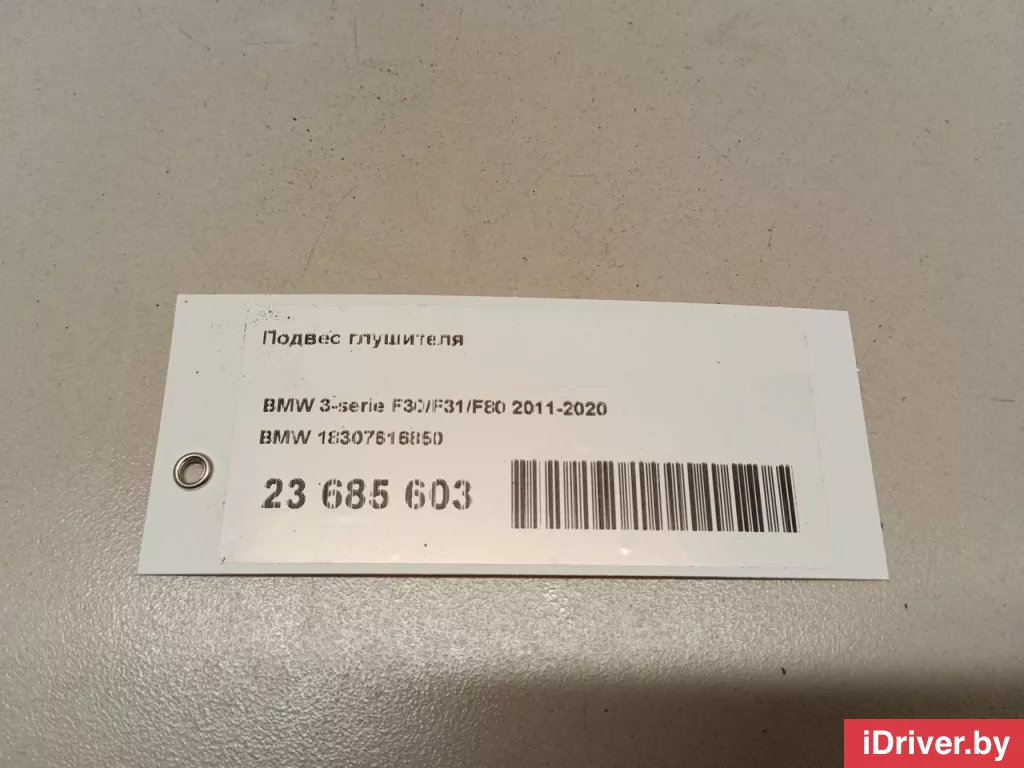 Подвес глушителя
BMW 3-serie F30/F31/F80 2011-2020
BMW 18307616850
23 685 603
iDriver.by